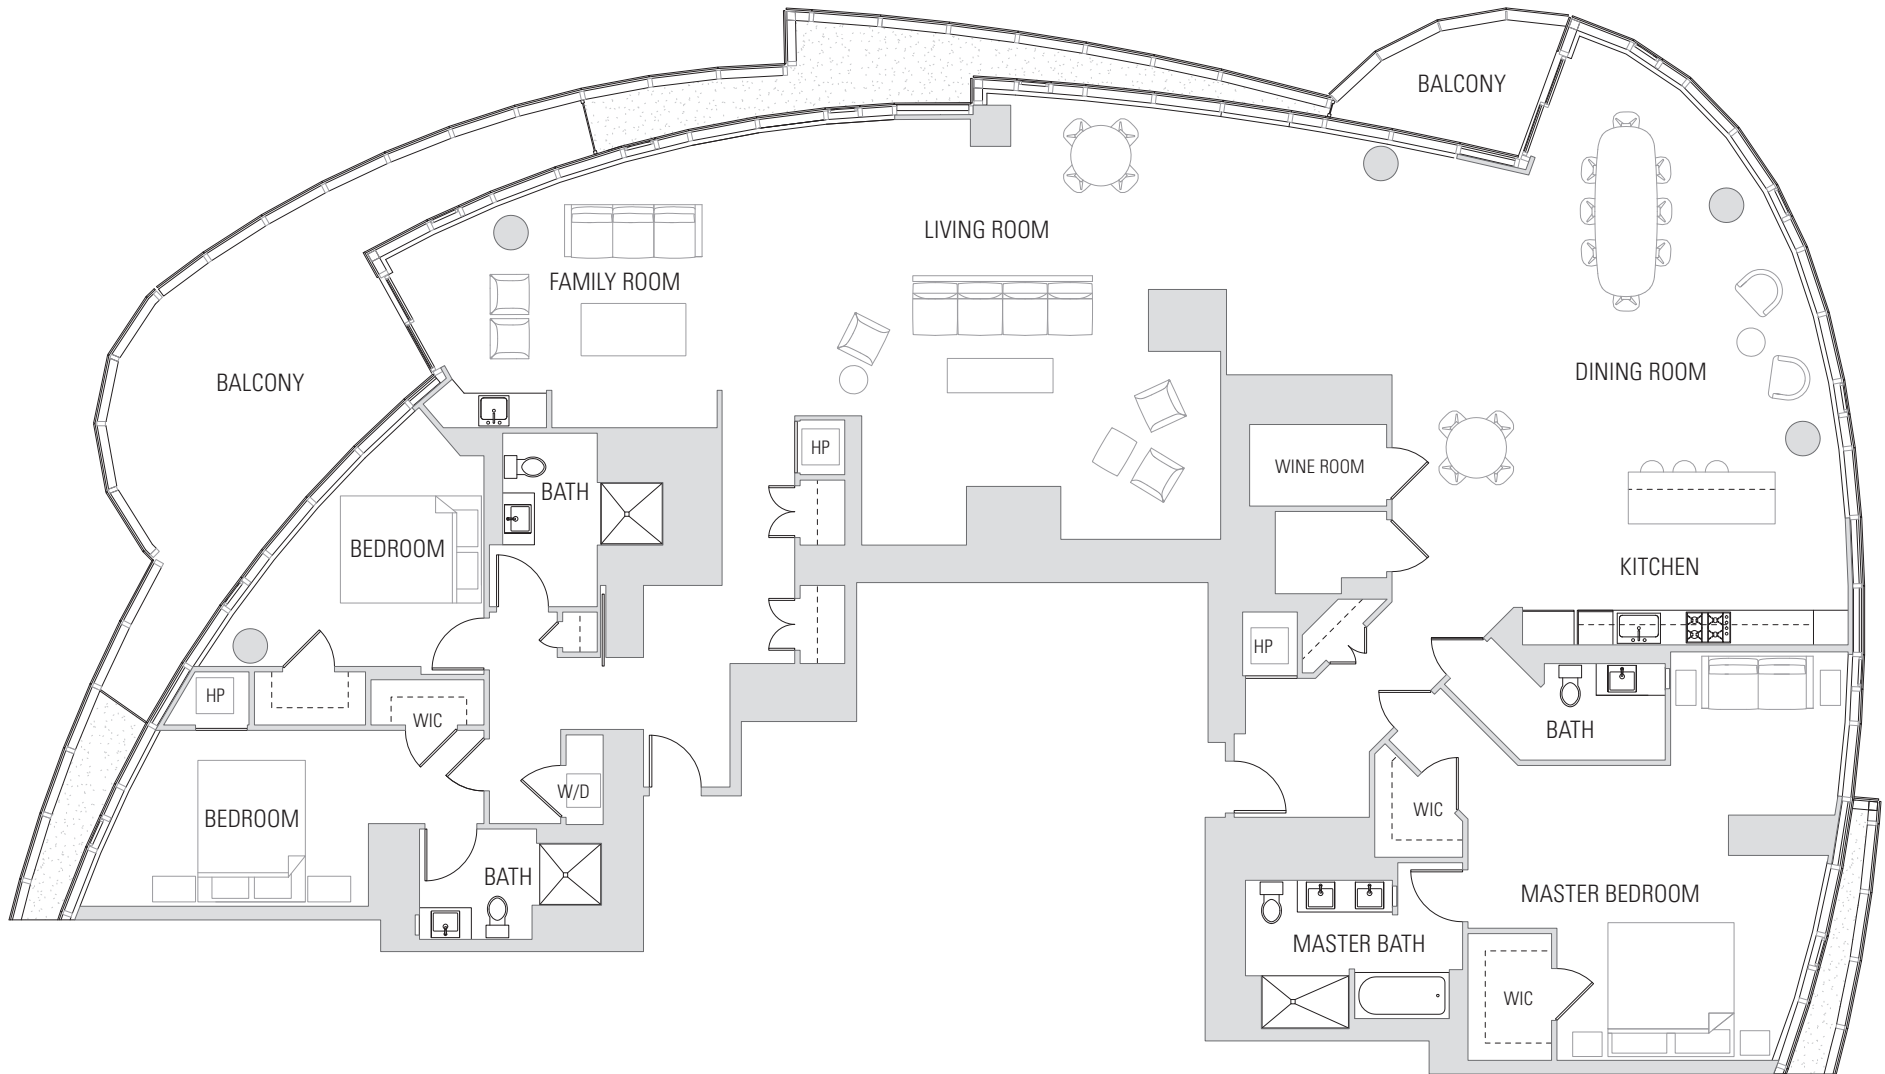 BALCONY
LIVING ROOM
FAMILY ROOM
DINING ROOM
BALCONY
HP
WINE ROOM
BATH
BEDROOM
KITCHEN
HP
HP
WIC
BATH
W/D
WIC
BEDROOM
BATH
MASTER BEDROOM
MASTER BATH
WIC